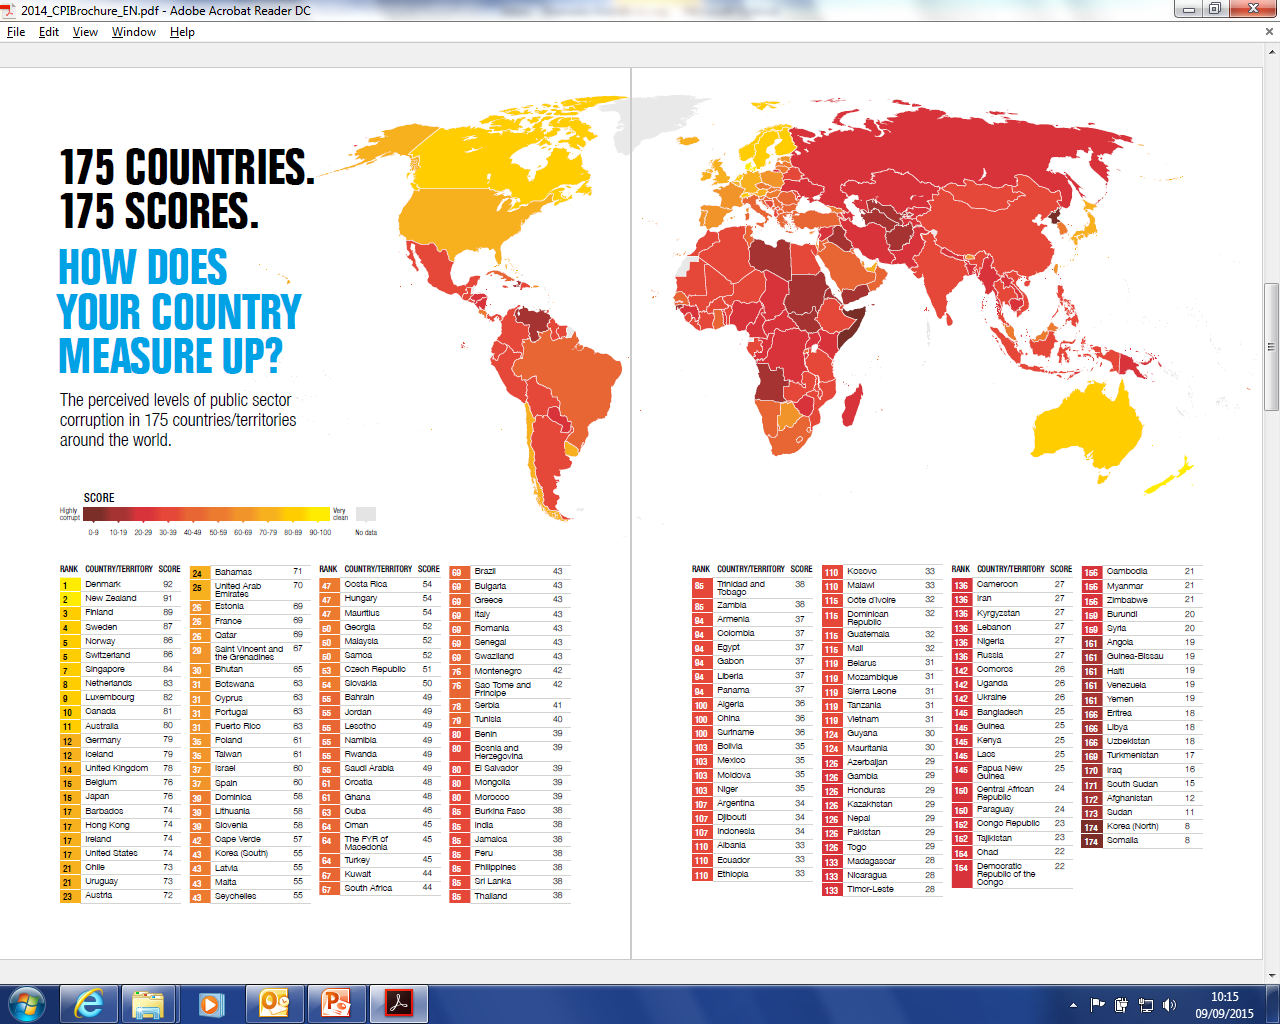 2014_CPIBrochure_EN.pdf - Adobe Acrobat Reader DC
File Edit View Window Help
175 COUNTRIES.
175 SCORES.
HOW DOES
YOUR COUNTRY
MEASURE UP?
The perceived levels of public sector
corruption in 175 countries/territories
around the world.
SCORE
Highly
corrupt
Very
clean
0-9 10-19 20-29 30-39 40-49 50-59 60-69 70-79 80-89 90-100 No data
RANK COUNTRY/TERRITORY SCORE
1 Denmark 92
2 New Zealand 91
3 Finland 89
4 Sweden 87
5 Norway 86
5 Switzerland 86
7 Singapore 84
8 Netherlands 83
9 Luxembourg 82
10 Canada 81
11 Australia 80
12 Germany 79
12 Iceland 79
14 United Kingdom 78
15 Belgium 76
15 Japan 76
17 Barbados 74
17 Hong Kong 74
17 Ireland 74
17 United States 74
21 Chile 73
21 Uruguay 73
23 Austria 72
24 Bahamas 71
25 United Arab 70
Emirates
26 Estonia 69
26 France 69
26 Qatar 69
29 Saint Vincent and 67
the Grenadines
30 Bhutan 65
31 Botswana 63
31 Cyprus 63
31 Portugal 63
31 Puerto Rico 63
35 Poland 61
35 Taiwan 61
37 Israel 60
37 Spain 60
39 Dominica 58
39 Lithuania 58
39 Slovenia 58
42 Cape Verde 57
43 Korea (South) 55
43 Latvia 55
43 Malta 55
43 Seychelles 55
RANK COUNTRY/TERRITORY SCORE
47 Costa Rica 54
47 Hungary 54
47 Mauritius 54
50 Georgia 52
50 Malaysia 52
50 Samoa 52
53 Czech Republic 51
54 Slovakia 50
55 Bahrain 49
55 Jordan 49
55 Lesotho 49
55 Namibia 49
55 Rwanda 49
55 Saudi Arabia 49
61 Croatia 48
61 Ghana 48
63 Cuba 46
64 Oman 45
64 The FYR of 45
Macedonia
64 Turkey 45
67 Kuwait 44
67 South Africa 44
69 Brazil 43
69 Bulgaria 43
69 Greece 43
69 Italy 43
69 Romania 43
69 Senegal 43
69 Swaziland 43
76 Montenegro 42
76 Sao Tome and 42
Principe
78 Serbia 41
79 Tunisia 40
80 Benin 39
80 Bosnia and 39
Herzegovina
80 El Salvador 39
80 Mongolia 39
80 Morocco 39
85 Burkina Faso 38
85 India 38
85 Jamaica 38
85 Peru 38
85 Philippines 38
85 Sri Lanka 38
85 Thailand 38
RANK COUNTRY/TERRITORY SCORE
85 Trinidad and 38
Tobago
85 Zambia 38
94 Armenia 37
94 Colombia 37
94 Egypt 37
94 Gabon 37
94 Liberia 37
94 Panama 37
100 Algeria 36
100 China 36
100 Suriname 36
103 Bolivia 35
103 Mexico 35
103 Moldova 35
103 Niger 35
107 Argentina 34
107 Djibouti 34
107 Indonesia 34
110 Albania 33
110 Ecuador 33
110 Ethiopia 33
110 Kosovo 33
110 Malawi 33
115 Côte d'Ivoire 32
115 Dominican 32
Republic
115 Guatemala 32
115 Mali 32
119 Belarus 31
119 Mozambique 31
119 Sierra Leone 31
119 Tanzania 31
119 Vietnam 31
124 Guyana 30
124 Mauritania 30
126 Azerbaijan 29
126 Gambia 29
126 Honduras 29
126 Kazakhstan 29
126 Nepal 29
126 Pakistan 29
126 Togo 29
133 Madagascar 28
133 Nicaragua 28
133 Timor-Leste 28
RANK COUNTRY/TERRITORY SCORE
136 Cameroon 27
136 Iran 27
136 Kyrgyzstan 27
136 Lebanon 27
136 Nigeria 27
136 Russia 27
142 Comoros 26
142 Uganda 26
142 Ukraine 26
145 Bangladesh 25
145 Guinea 25
145 Kenya 25
145 Laos 25
145 Papua New 25
Guinea
150 Central African 24
Republic
150 Paraguay 24
152 Congo Republic 23
152 Tajikistan 23
154 Chad 22
154 Democratic 22
Republic of the
Congo
156 Cambodia 21
156 Myanmar 21
156 Zimbabwe 21
159 Burundi 20
159 Syria 20
161 Angola 19
161 Guinea-Bissau 19
161 Haiti 19
161 Venezuela 19
161 Yemen 19
166 Eritrea 18
166 Libya 18
166 Uzbekistan 18
169 Turkmenistan 17
170 Iraq 16
171 South Sudan 15
172 Afghanistan 12
173 Sudan 11
174 Korea (North) 8
174 Somalia 8
10:15
09/09/2015